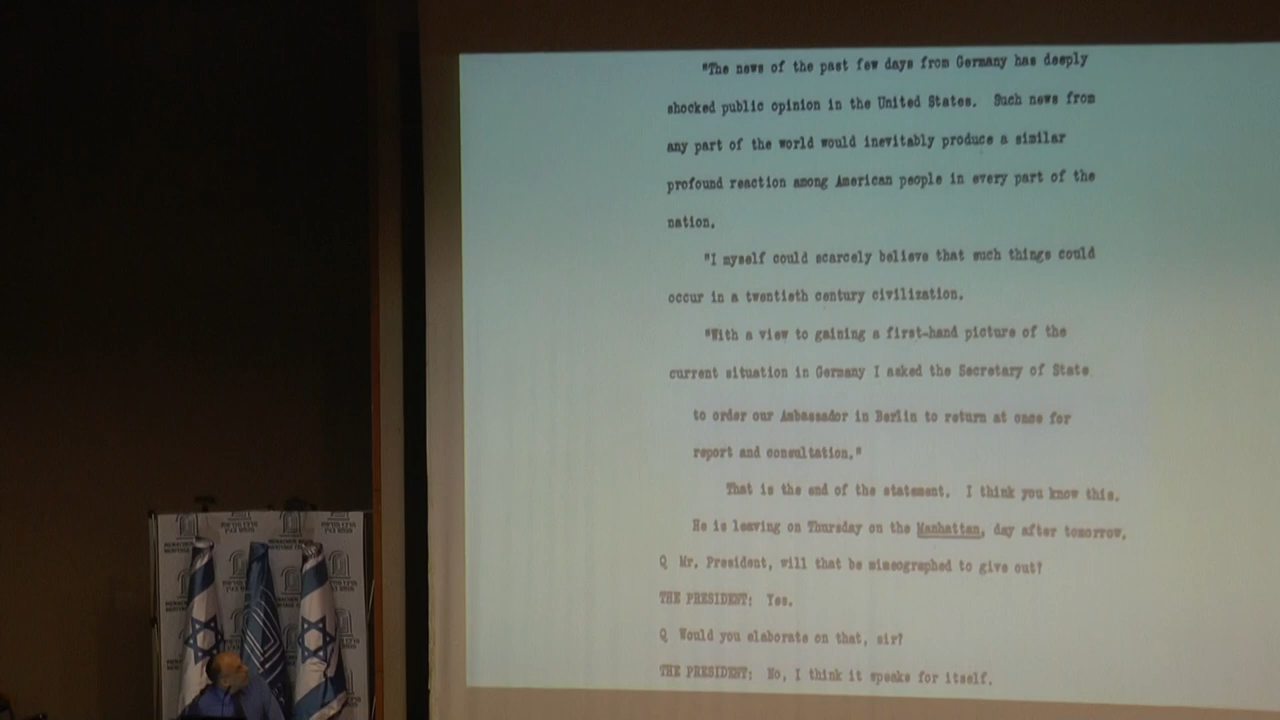 "The news of the past few days from Germany has deeply
shocked public opinion in the United States. Such news from
any part of the world would inevitably produce a similar
profound reaction among American people in every part of the
nation.
"I myself could scarcely believe that such things could
occur in a twentieth century civilization.
"With a view to gaining a first-hand picture of the
current situation in Germany I asked the Secretary of State
to order our Ambassador in Berlin to return at once for
report and consultation."
That is the end of the statement. I think you know this.
He is leaving on Thursday on the Manhattan, day after tomorrow.
Q Mr. President, will that be mimeographed to give out?
THE PRESIDENT: Yes.
Q Would you elaborate on that, sir?
THE PRESIDENT: No, I think it speaks for itself.